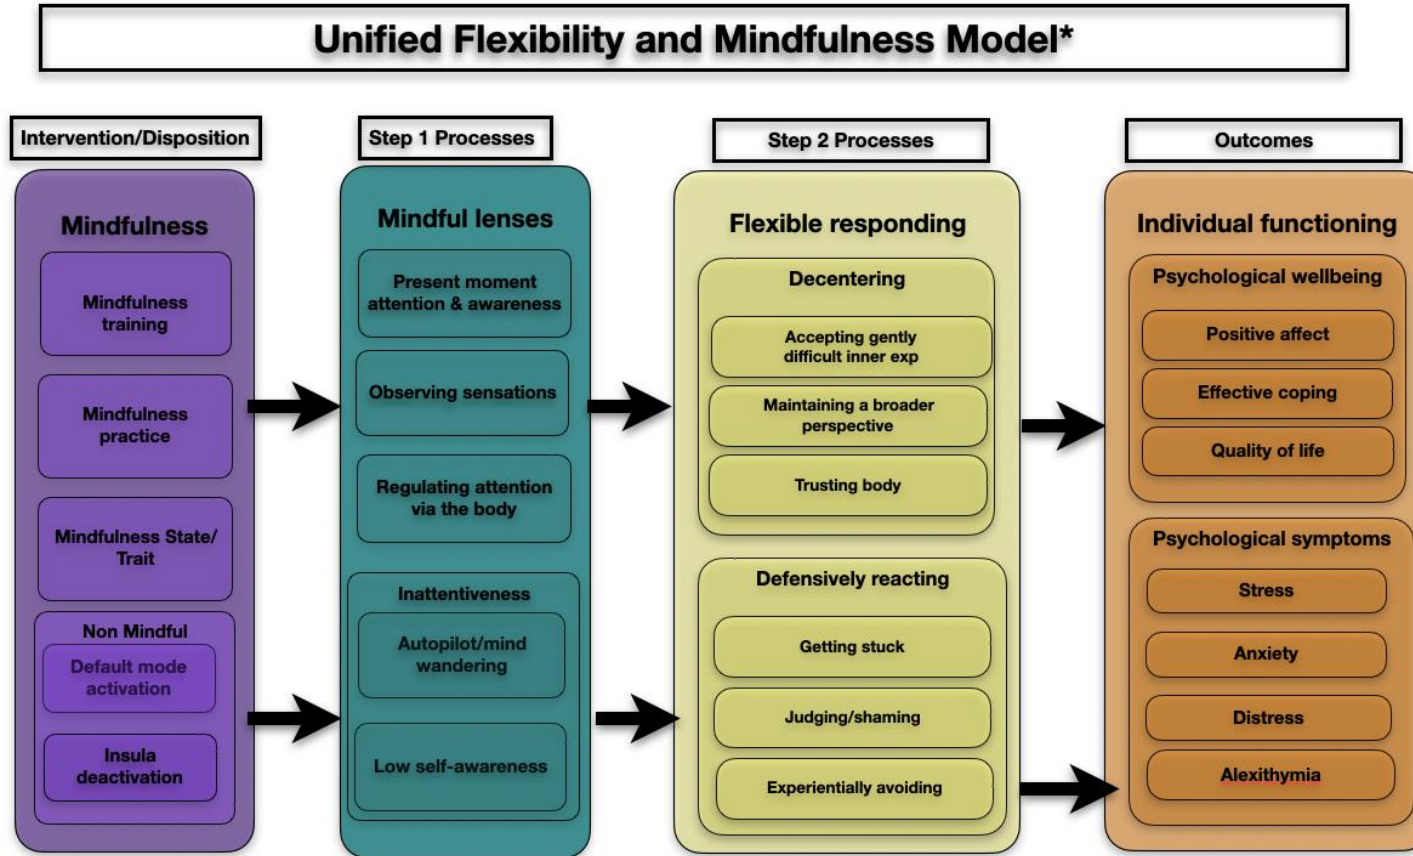 Unified Flexibility and Mindfulness Model*
Intervention/Disposition
Step 1 Processes
Step 2 Processes
Outcomes
Mindfulness
Mindfulness
training
Mindfulness
practice
Mindfulness State/
Trait
Non Mindful
Default mode
activation
Insula
deactivation
Mindful lenses
Present moment
attention & awareness
Observing sensations
Regulating attention
via the body
Inattentiveness
Autopilot/mind
wandering
Low self-awareness
Flexible responding
Decentering
Accepting gently
difficult inner exp
Maintaining a broader
perspective
Trusting body
Defensively reacting
Getting stuck
Judging/shaming
Experientially avoiding
Individual functioning
Psychological wellbeing
Positive affect
Effective coping
Quality of life
Psychological symptoms
Stress
Anxiety
Distress
Alexithymia